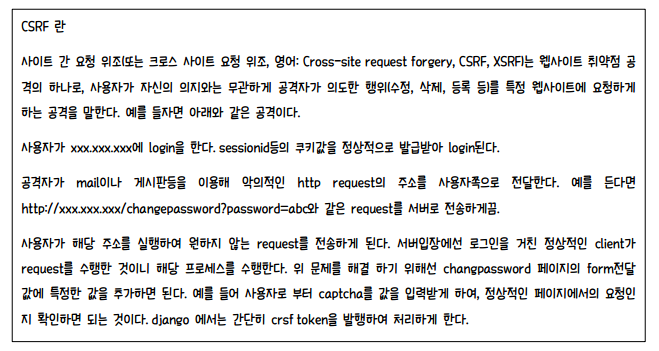 CSRF 란
사이트 간 요청 위조(또는 크로스 사이트 요청 위조, 영어: Cross-site request forgery, CSRF, XSRF)는 웹사이트 취약점 공
격의 하나로, 사용자가 자신의 의지와는 무관하게 공격자가 의도한 행위(수정, 삭제, 등록 등)를 특정 웹사이트에 요청하게
하는 공격을 말한다. 예를 들자면 아래와 같은 공격이다.
사용자가 xxx.xxx.xxx에 login을 한다. sessionid등의 쿠키값을 정상적으로 발급받아 login된다.
공격자가 mail이나 게시판등을 이용해 악의적인 http request의 주소를 사용자쪽으로 전달한다. 예를 든다면
http://xxx.xxx.xxx/changepassword?password=abc와 같은 request를 서버로 전송하게끔.
사용자가 해당 주소를 실행하여 원하지 않는 request를 전송하게 된다. 서버입장에선 로그인을 거친 정상적인 client가
request를 수행한 것이니 해당 프로세스를 수행한다. 위 문제를 해결 하기 위해선 changpassword 페이지의 form전달
값에 특정한 값을 추가하면 된다. 예를 들어 사용자로 부터 captcha를 값을 입력받게 하여, 정상적인 페이지에서의 요청인
지 확인하면 되는 것이다. django 에서는 간단히 crsf token을 발행하여 처리하게 한다.